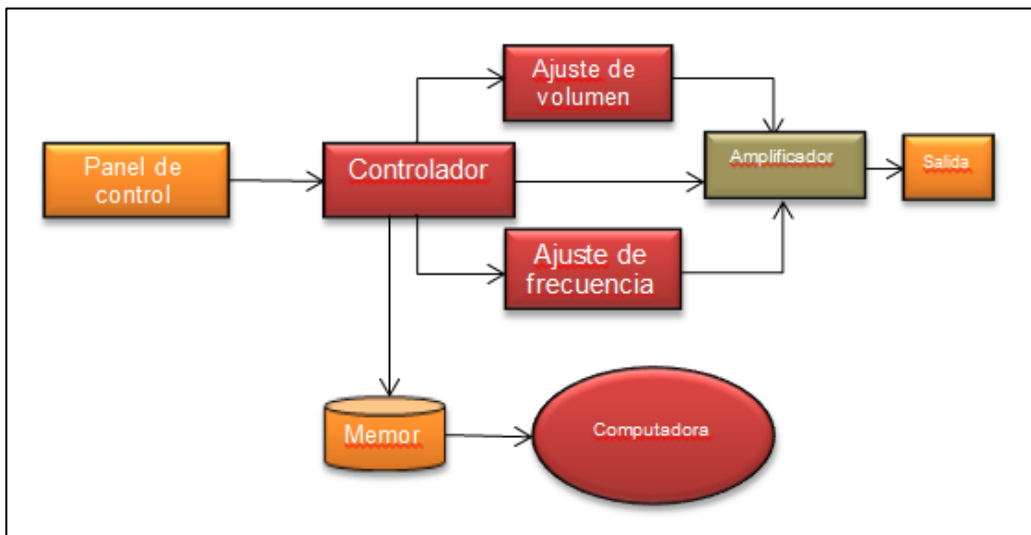 Ajuste de
volumen
Panel de
control
Controlador
Amplificador
Salida
Ajuste de
frecuencia
Memor
Computadora